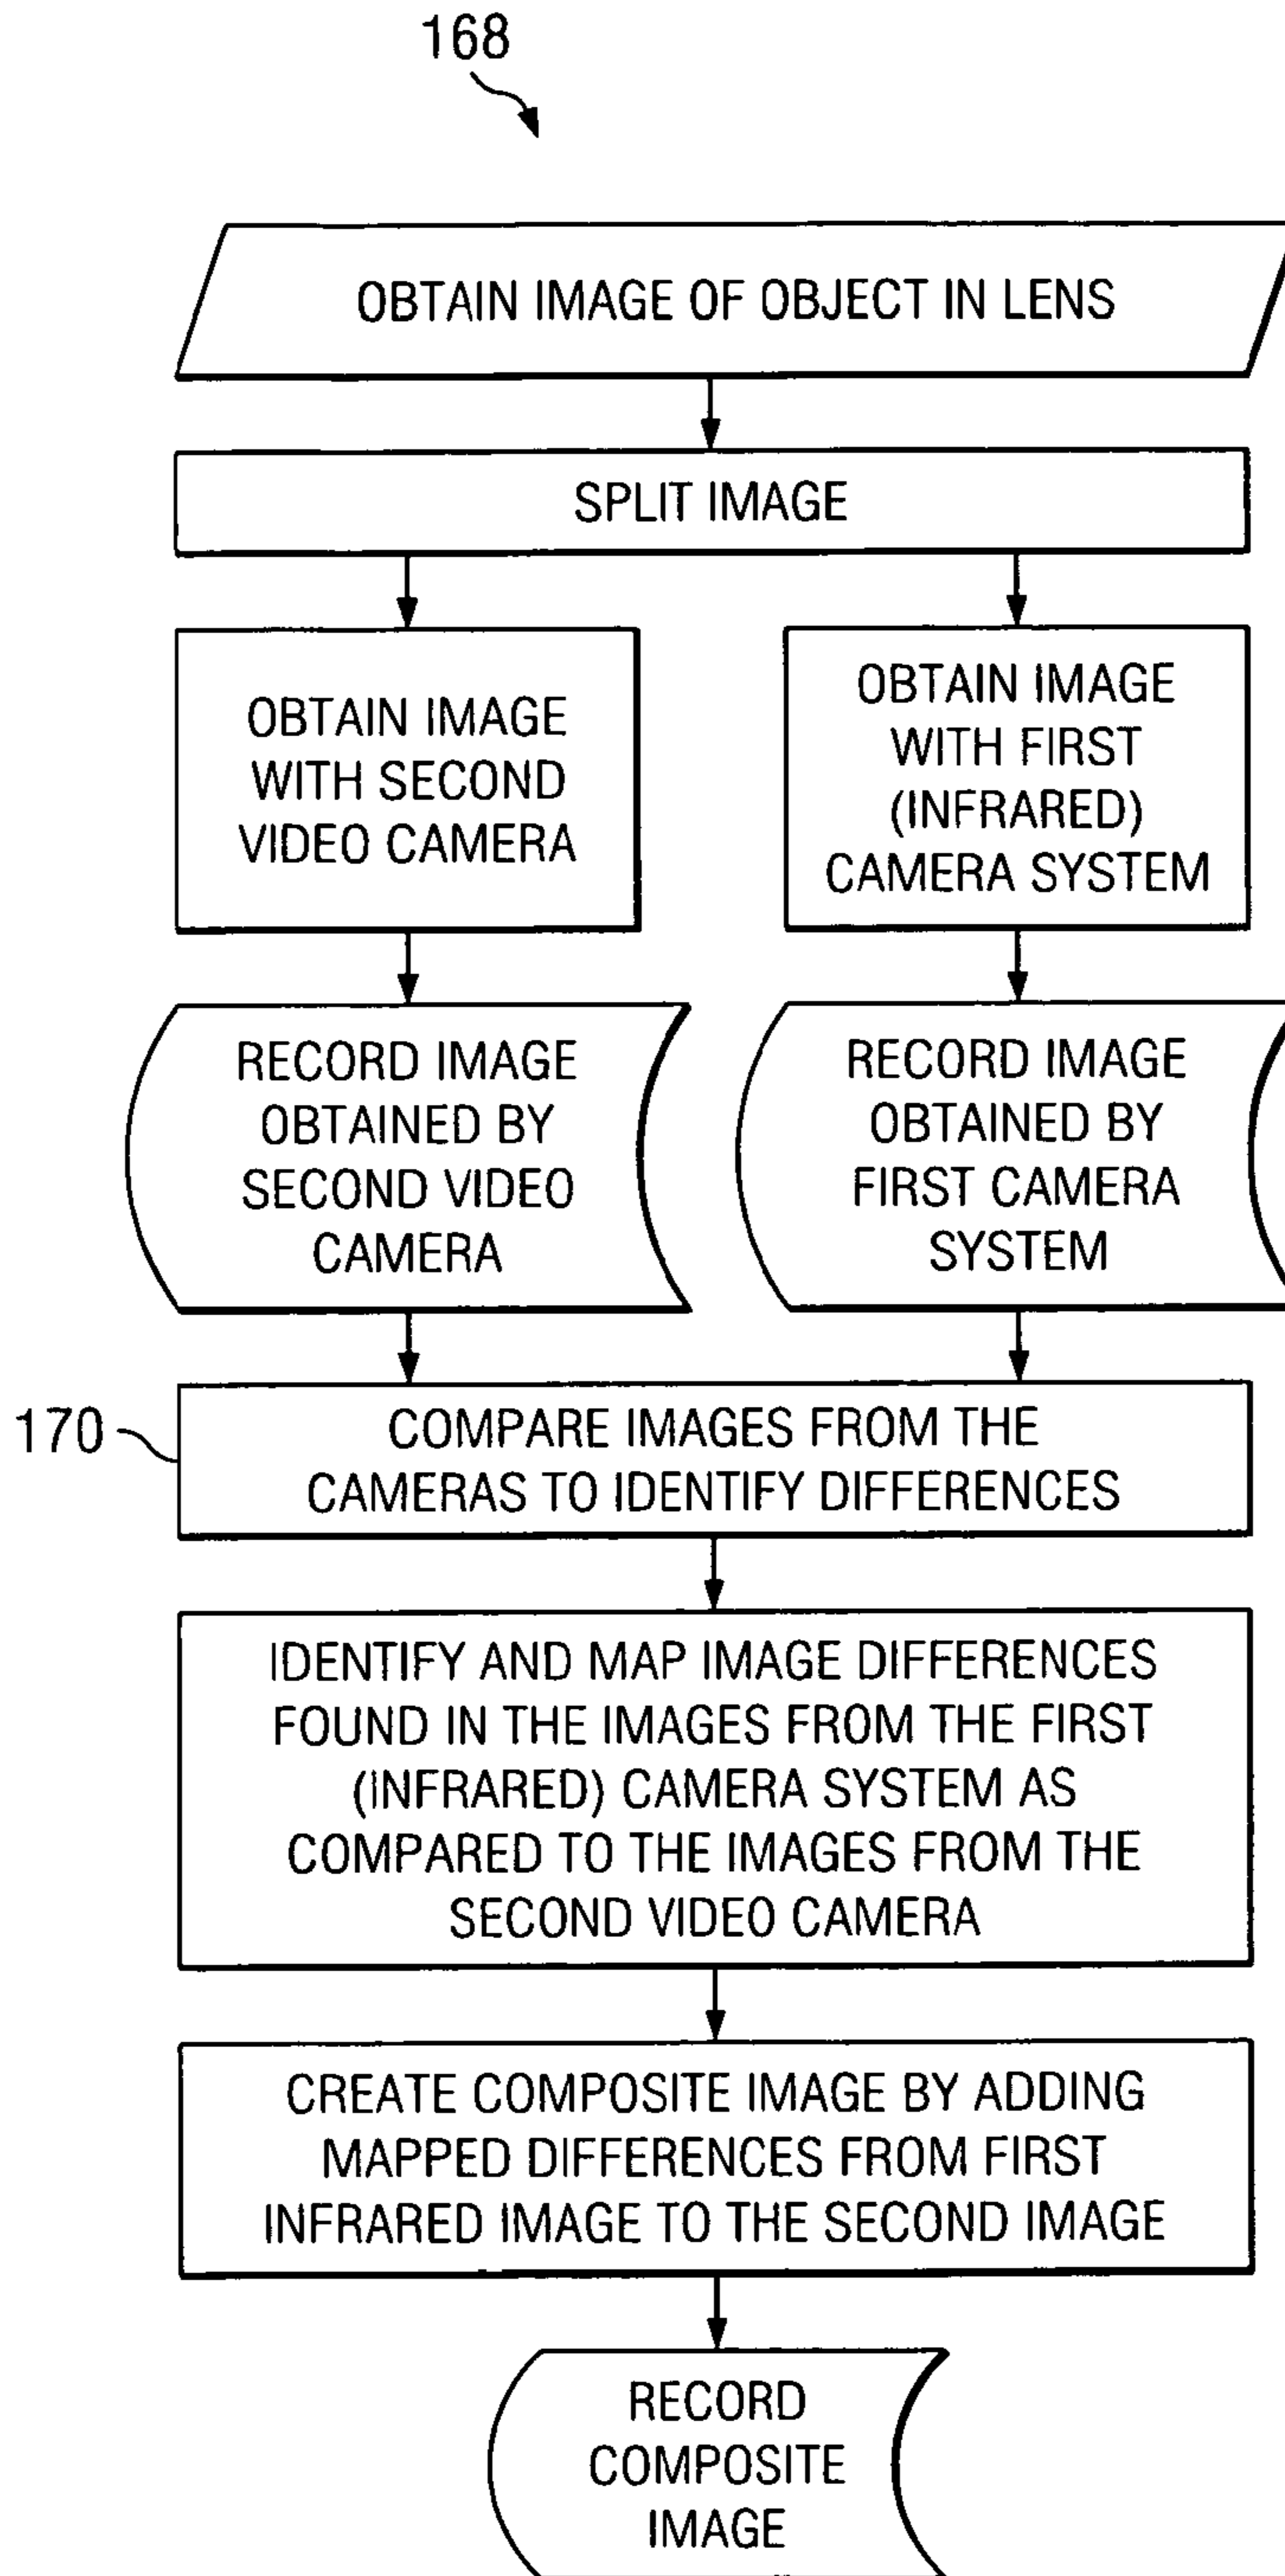 168
OBTAIN IMAGE OF OBJECT IN LENS
SPLIT IMAGE
OBTAIN IMAGE
WITH SECOND
VIDEO CAMERA
OBTAIN IMAGE
WITH FIRST
(INFRARED)
CAMERA SYSTEM
RECORD IMAGE
OBTAINED BY
SECOND VIDEO
CAMERA
RECORD IMAGE
OBTAINED BY
FIRST CAMERA
SYSTEM
170
COMPARE IMAGES FROM THE
CAMERAS TO IDENTIFY DIFFERENCES
IDENTIFY AND MAP IMAGE DIFFERENCES
FOUND IN THE IMAGES FROM THE FIRST
(INFRARED) CAMERA SYSTEM AS
COMPARED TO THE IMAGES FROM THE
SECOND VIDEO CAMERA
CREATE COMPOSITE IMAGE BY ADDING
MAPPED DIFFERENCES FROM FIRST
INFRARED IMAGE TO THE SECOND IMAGE
RECORD
COMPOSITE
IMAGE